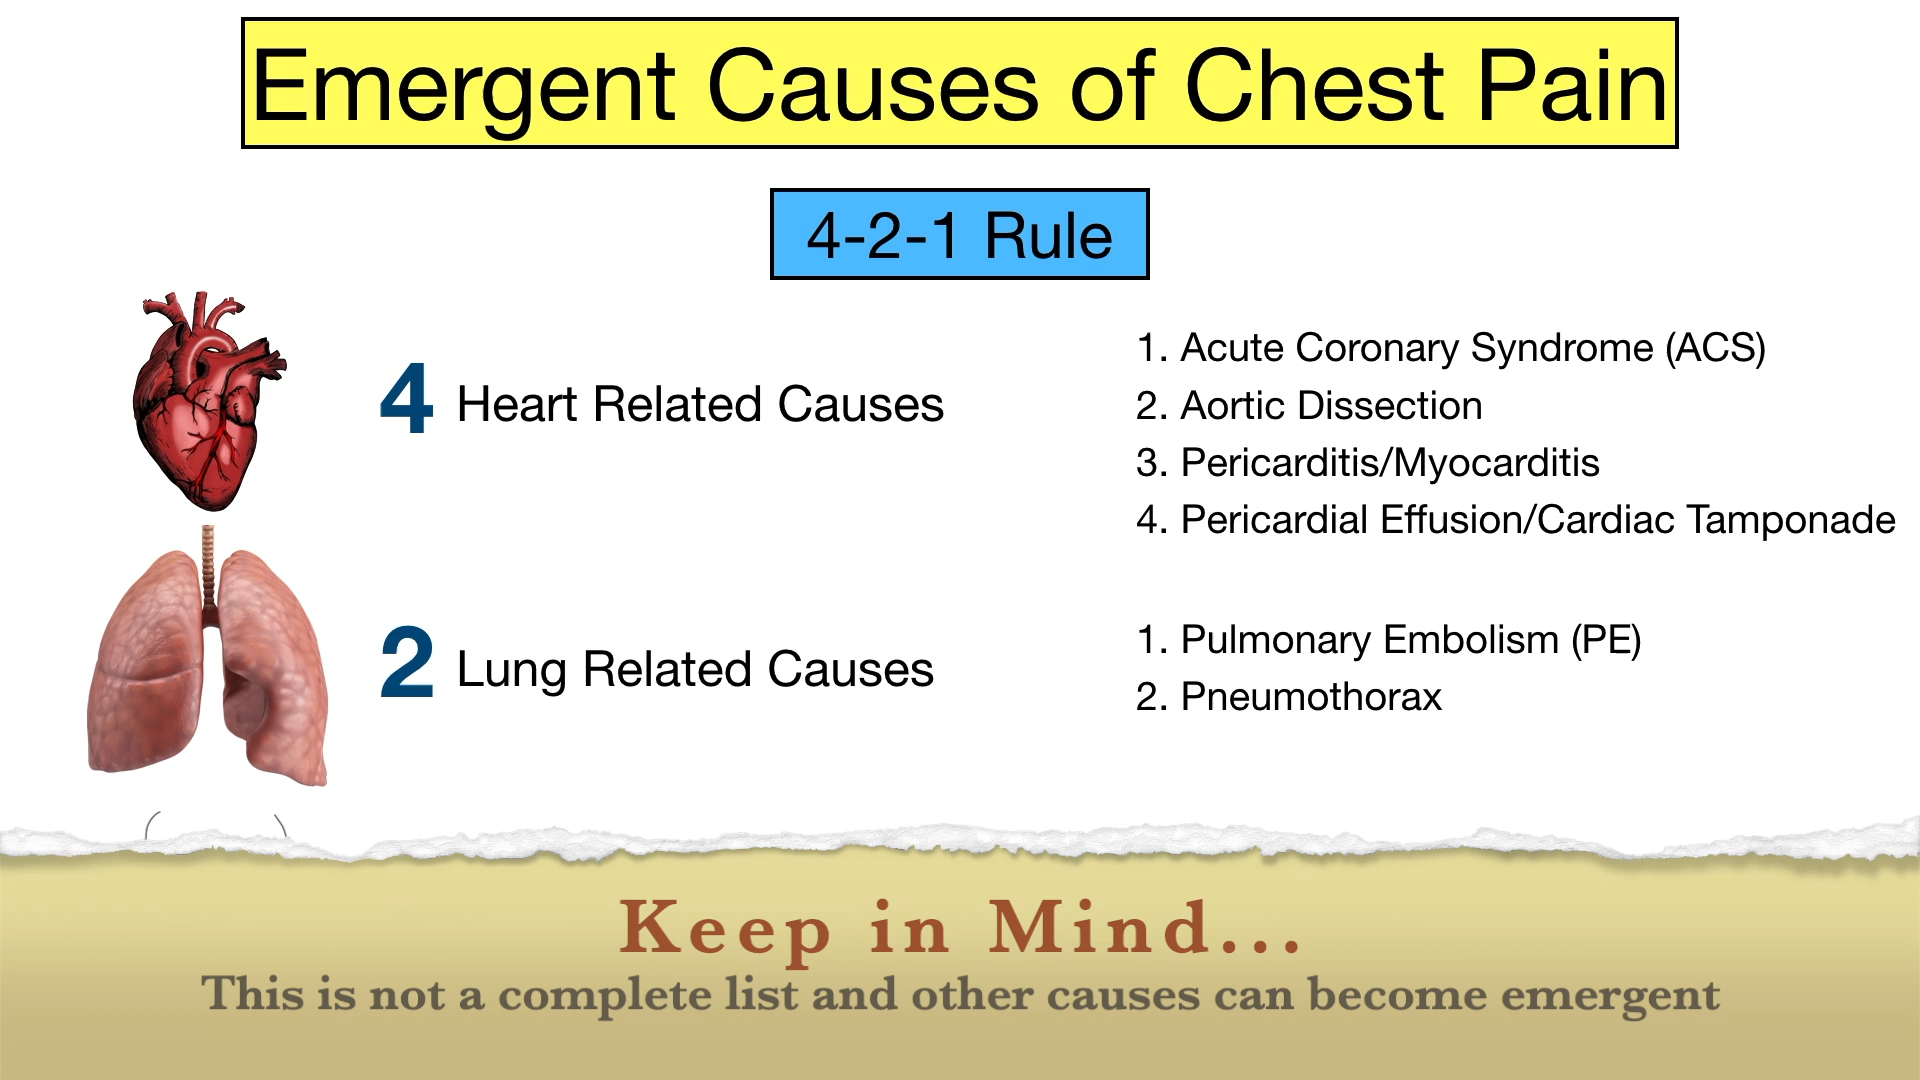 Emergent Causes of Chest Pain
4-2-1 Rule
4 Heart Related Causes
1. Acute Coronary Syndrome (ACS)
2. Aortic Dissection
3. Pericarditis/Myocarditis
4. Pericardial Effusion/Cardiac Tamponade
2 Lung Related Causes
1. Pulmonary Embolism (PE)
2. Pneumothorax
Keep in Mind...
This is not a complete list and other causes can become emergent